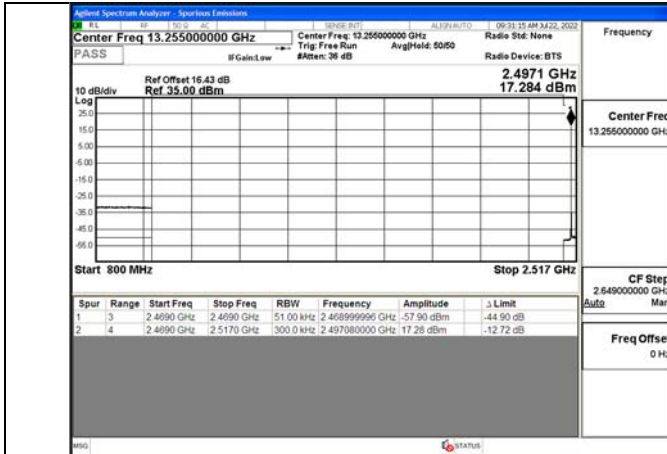 Agilent Spectrum Analyzer - Spurious Emissions
RL RF 50 Ω AC SENSE:INT ALIGN AUTO 09:31:15 AM Jul 22, 2022
Center Freq 13.255000000 GHz
Center Freq: 13.255000000 GHz
Radio Std: None
Frequency
PASS
IFGain:Low
Trig: Free Run
Avg|Hold: 50/50
#Atten: 36 dB
Radio Device: BTS
Ref Offset 16.43 dB
2.4971 GHz
10 dB/div
Ref 35.00 dBm
17.284 dBm
Log
25.0
15.0
5.00
-5.00
-15.0
-25.0
-35.0
-45.0
-55.0
Center Freq
13.255000000 GHz
Start 800 MHz
Stop 2.517 GHz
CF Step
2.649000000 GHz
Auto Man
Spur Range Start Freq Stop Freq RBW Frequency Amplitude Δ Limit
1 3 2.4690 GHz 2.4690 GHz 51.00 kHz 2.468999996 GHz -57.90 dBm -44.90 dB
2 4 2.4690 GHz 2.5170 GHz 300.0 kHz 2.497080000 GHz 17.28 dBm -12.72 dB
Freq Offset
0 Hz
MSG
STATUS